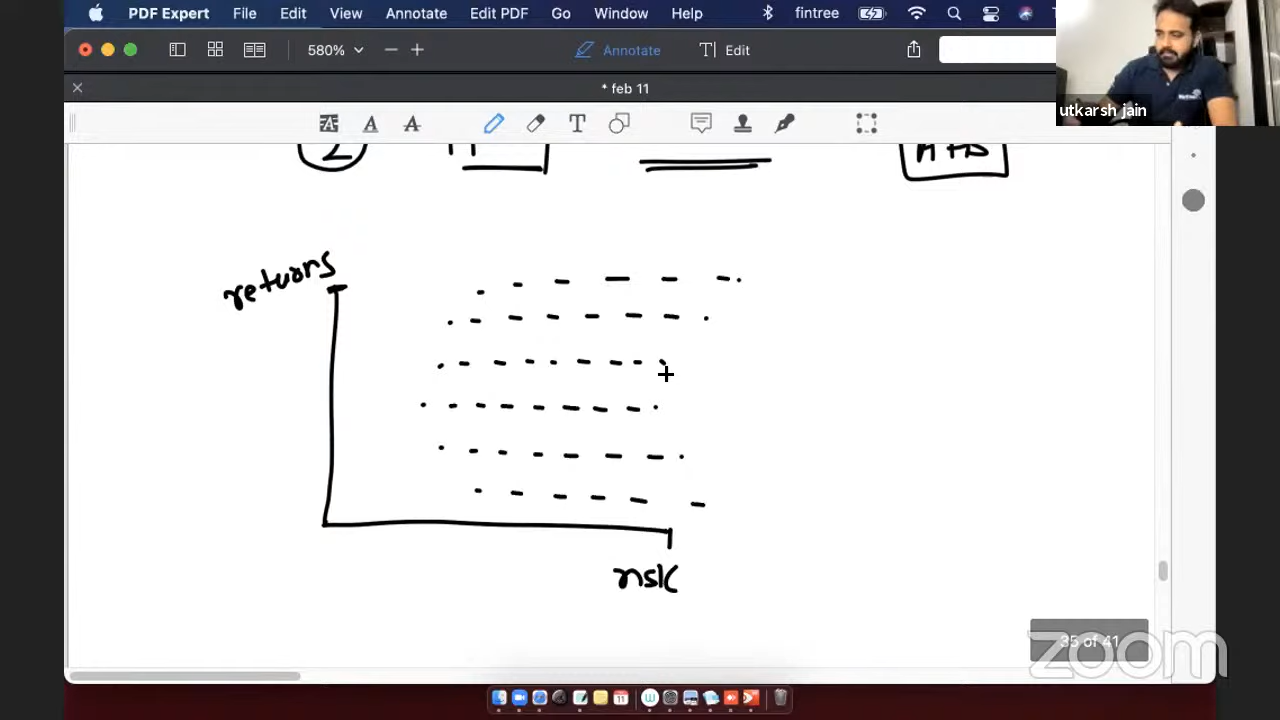 PDF Expert File Edit View Annotate Edit PDF Go Window Help fintree
580% Annotate T Edit
* feb 11
utkarsh jain
2
returns
risk
35 of 41
zoom